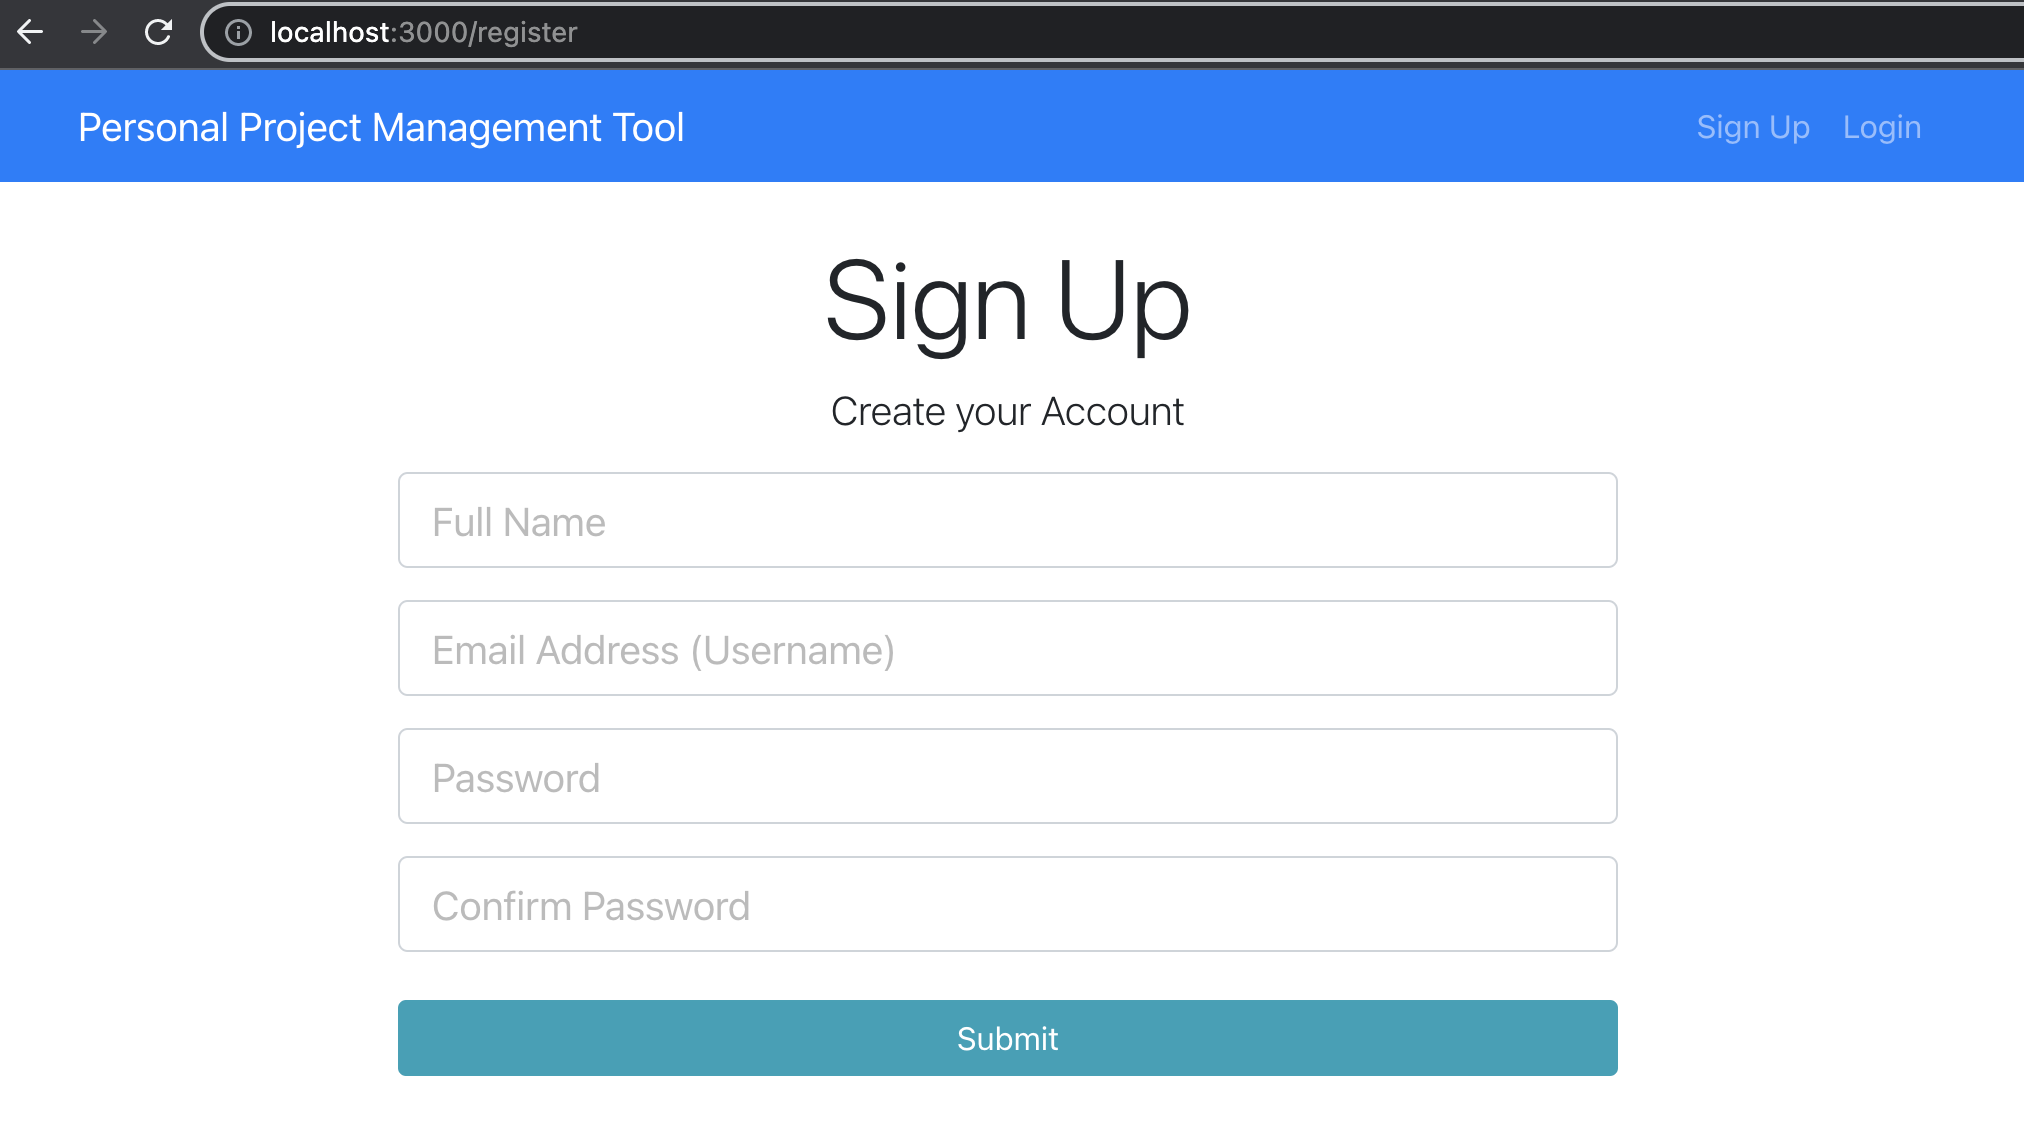 localhost:3000/register
Personal Project Management Tool
Sign Up
Login
Sign Up
Create your Account
Full Name
Email Address (Username)
Password
Confirm Password
Submit